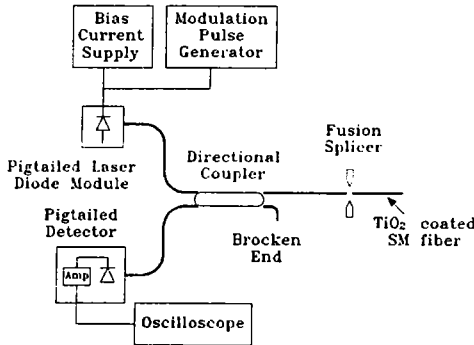 Bias
Current
Supply
Modulation
Pulse
Generator
Pigtailed Laser
Diode Module
Directional
Coupler
Fusion
Splicer
TiO2 coated
SM fiber
Pigtailed
Detector
Brocken
End
Amp
Oscilloscope